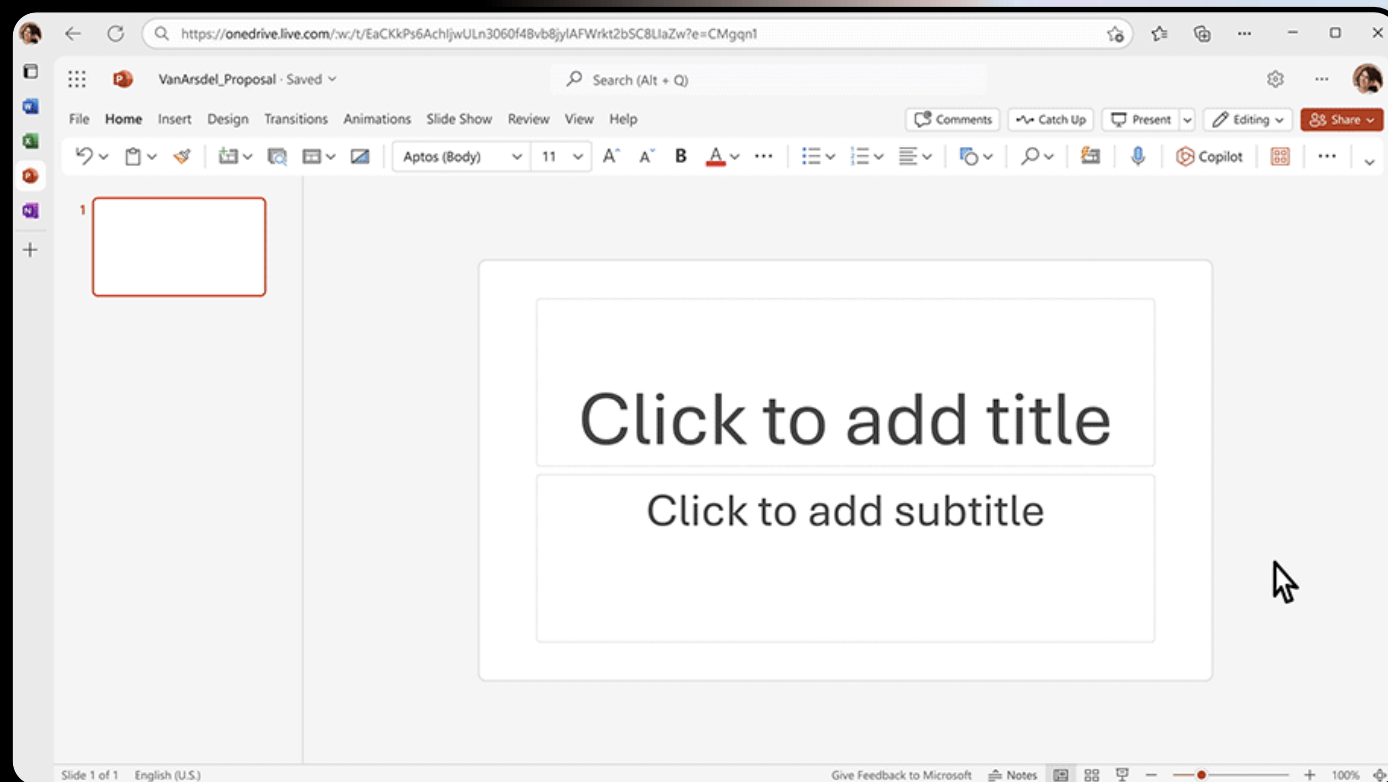 https://onedrive.live.com/:w:/t/EaCKkPs6AchIjwULn3060f4Bvb8jylAFWrkt2bSC8LIaZw?e=CMgqn1
VanArsdel_Proposal · Saved
Search (Alt + Q)
File Home Insert Design Transitions Animations Slide Show Review View Help Comments Catch Up Present Editing Share
Aptos (Body) 11 A A B A Copilot
1
Click to add title
Click to add subtitle
Slide 1 of 1 English (U.S.) Give Feedback to Microsoft Notes 100%